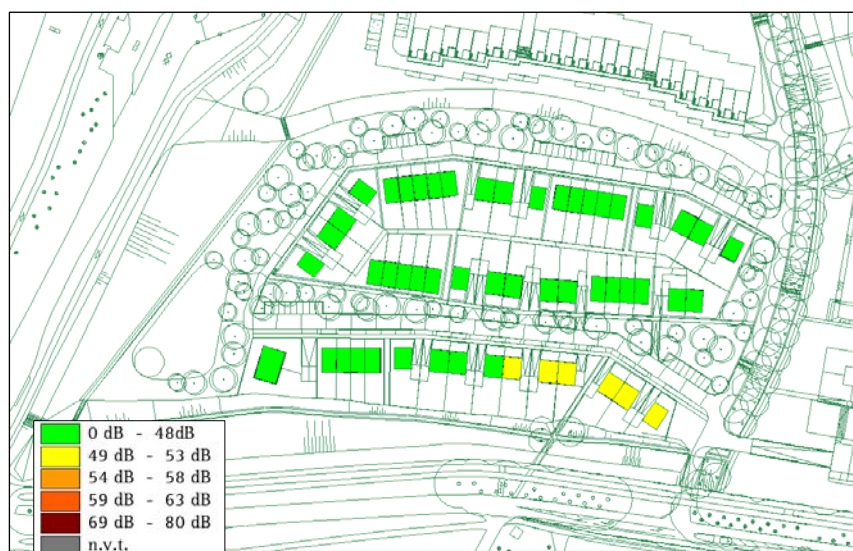 0 dB - 48dB
49 dB - 53 dB
54 dB - 58 dB
59 dB - 63 dB
69 dB - 80 dB
n.v.t.